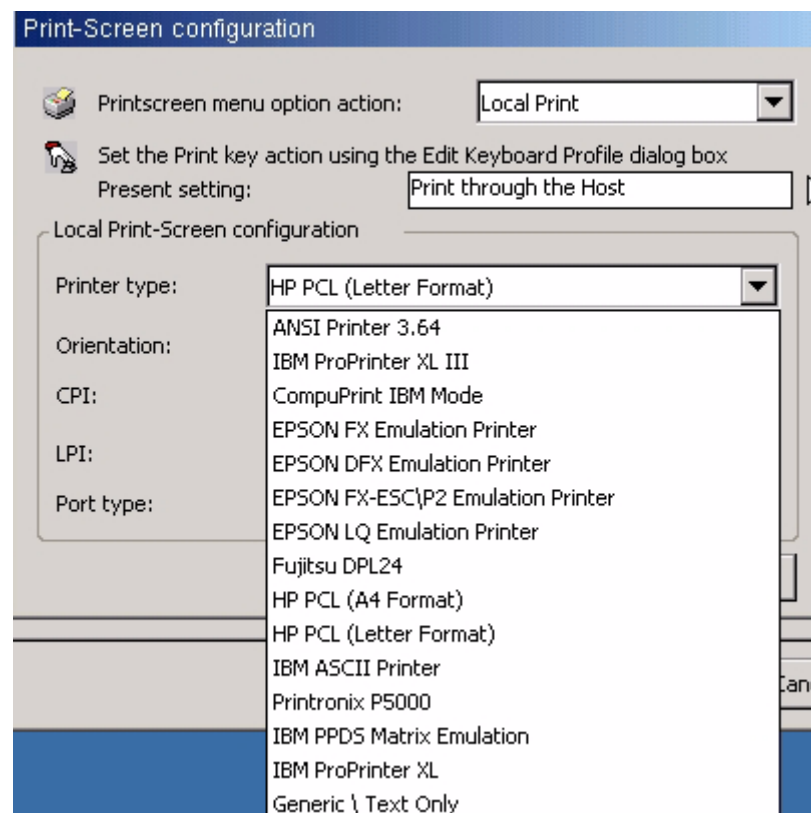 Print-Screen configuration
Printscreen menu option action: Local Print
Set the Print key action using the Edit Keyboard Profile dialog box
Present setting: Print through the Host
Local Print-Screen configuration
Printer type: HP PCL (Letter Format)
Orientation:
CPI:
LPI:
Port type:
ANSI Printer 3.64
IBM ProPrinter XL III
CompuPrint IBM Mode
EPSON FX Emulation Printer
EPSON DFX Emulation Printer
EPSON FX-ESC\P2 Emulation Printer
EPSON LQ Emulation Printer
Fujitsu DPL24
HP PCL (A4 Format)
HP PCL (Letter Format)
IBM ASCII Printer
Printronix P5000
IBM PPDS Matrix Emulation
IBM ProPrinter XL
Generic \ Text Only